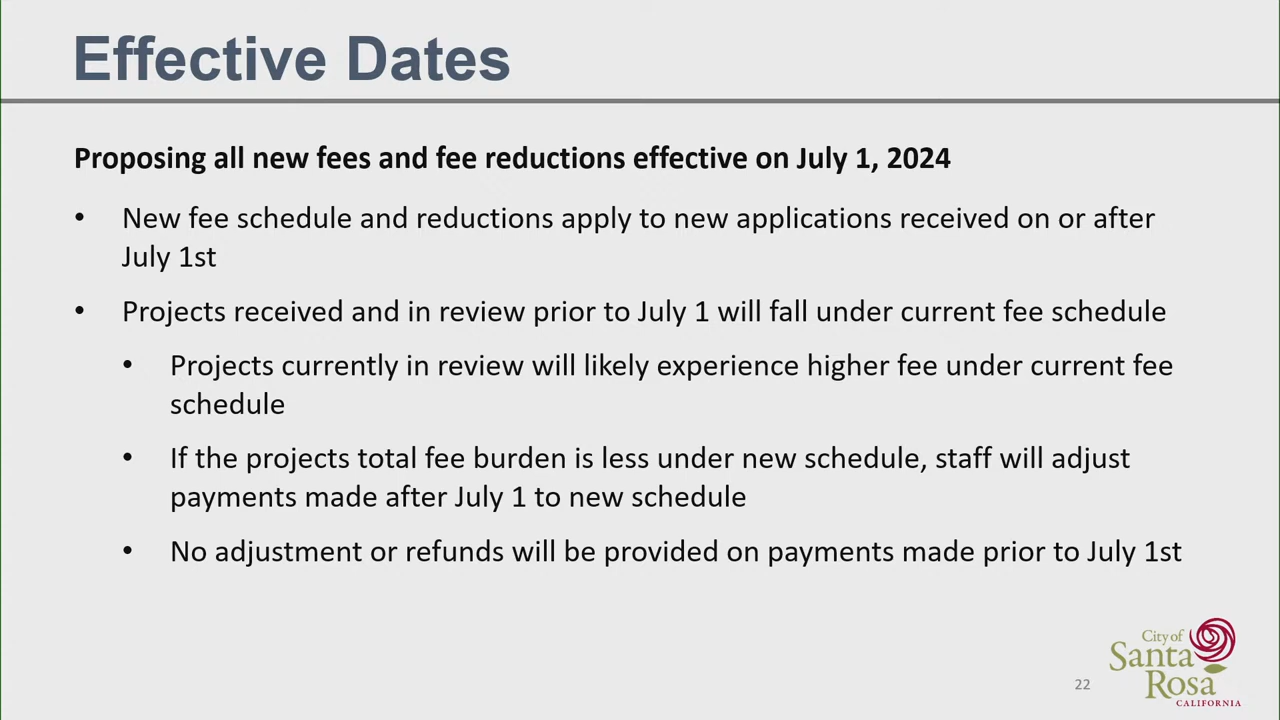 Effective Dates
Proposing all new fees and fee reductions effective on July 1, 2024
• New fee schedule and reductions apply to new applications received on or after
July 1st
• Projects received and in review prior to July 1 will fall under current fee schedule
• Projects currently in review will likely experience higher fee under current fee
schedule
• If the projects total fee burden is less under new schedule, staff will adjust
payments made after July 1 to new schedule
• No adjustment or refunds will be provided on payments made prior to July 1st
22
City of
Santa
Rosa
CALIFORNIA